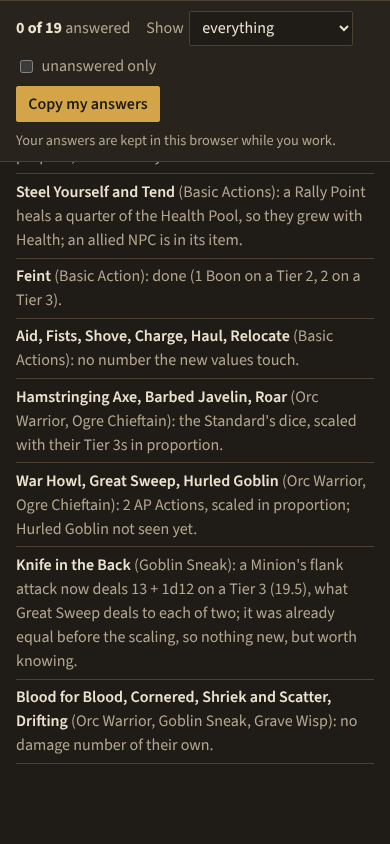 0 of 19 answered Show everything
unanswered only
Copy my answers
Your answers are kept in this browser while you work.
Steel Yourself and Tend (Basic Actions): a Rally Point
heals a quarter of the Health Pool, so they grew with
Health; an allied NPC is in its item.
Feint (Basic Action): done (1 Boon on a Tier 2, 2 on a
Tier 3).
Aid, Fists, Shove, Charge, Haul, Relocate (Basic
Actions): no number the new values touch.
Hamstringing Axe, Barbed Javelin, Roar (Orc
Warrior, Ogre Chieftain): the Standard's dice, scaled
with their Tier 3s in proportion.
War Howl, Great Sweep, Hurled Goblin (Orc Warrior,
Ogre Chieftain): 2 AP Actions, scaled in proportion;
Hurled Goblin not seen yet.
Knife in the Back (Goblin Sneak): a Minion's flank
attack now deals 13 + 1d12 on a Tier 3 (19.5), what
Great Sweep deals to each of two; it was already
equal before the scaling, so nothing new, but worth
knowing.
Blood for Blood, Cornered, Shriek and Scatter,
Drifting (Orc Warrior, Goblin Sneak, Grave Wisp): no
damage number of their own.